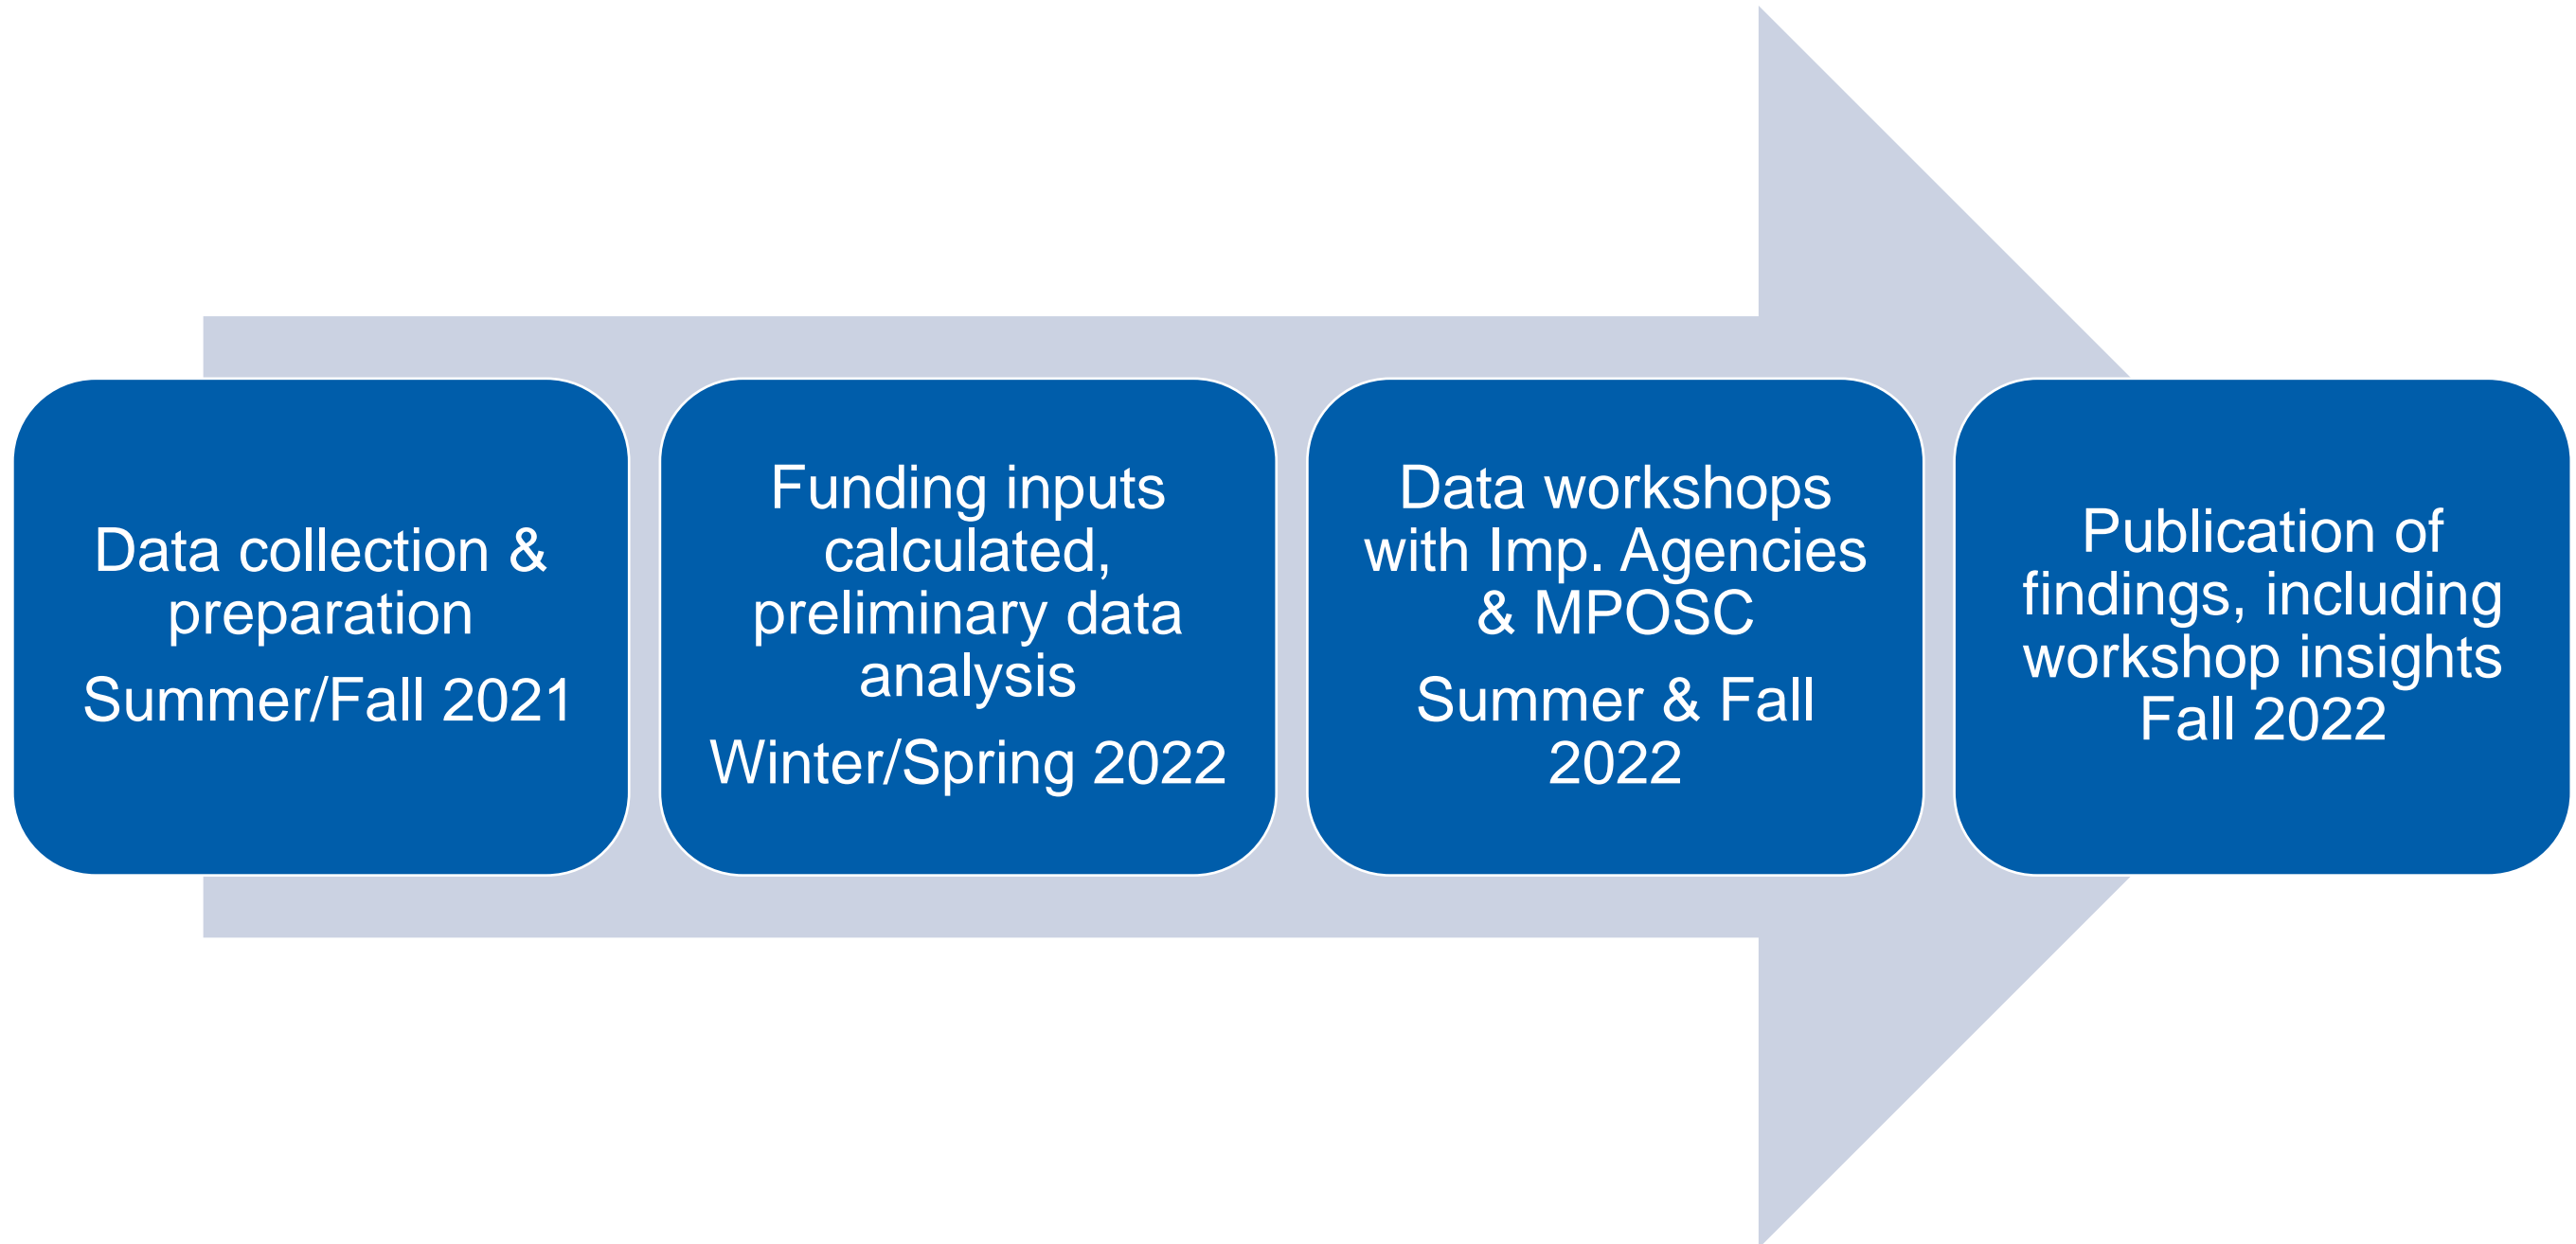 Data collection &
preparation
Summer/Fall 2021
Funding inputs
calculated,
preliminary data
analysis
Winter/Spring 2022
Data workshops
with Imp. Agencies
& MPOSC
Summer & Fall
2022
Publication of
findings, including
workshop insights
Fall 2022